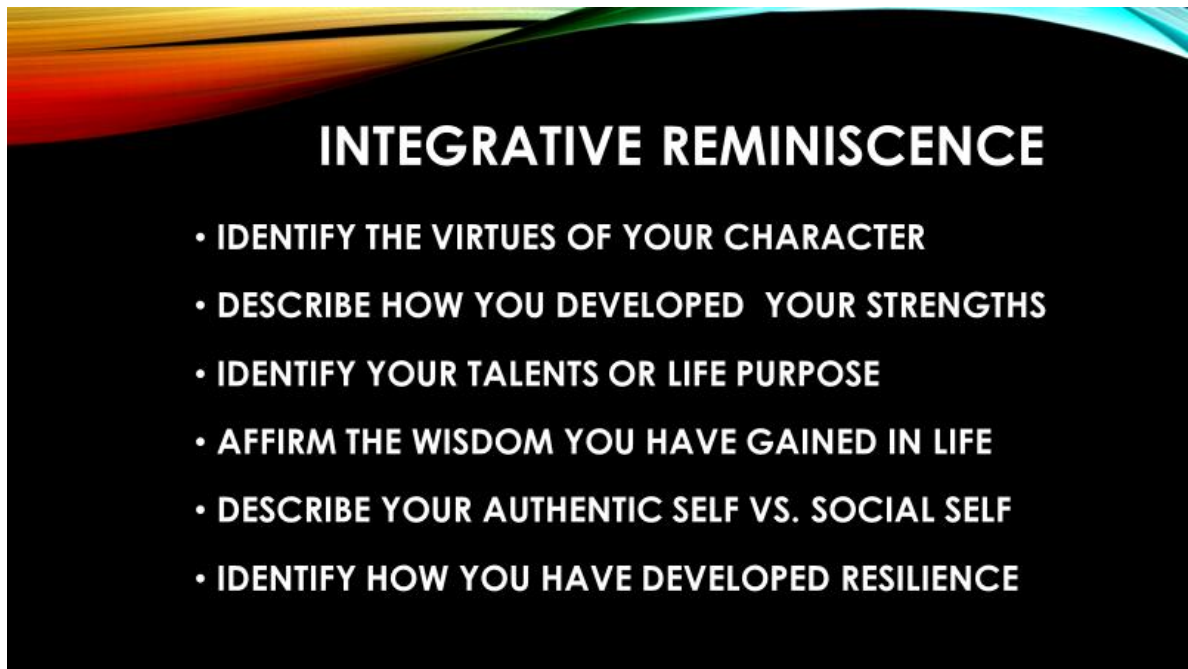 INTEGRATIVE REMINISCENCE
• IDENTIFY THE VIRTUES OF YOUR CHARACTER
• DESCRIBE HOW YOU DEVELOPED  YOUR STRENGTHS
• IDENTIFY YOUR TALENTS OR LIFE PURPOSE
• AFFIRM THE WISDOM YOU HAVE GAINED IN LIFE
• DESCRIBE YOUR AUTHENTIC SELF VS. SOCIAL SELF
• IDENTIFY HOW YOU HAVE DEVELOPED RESILIENCE